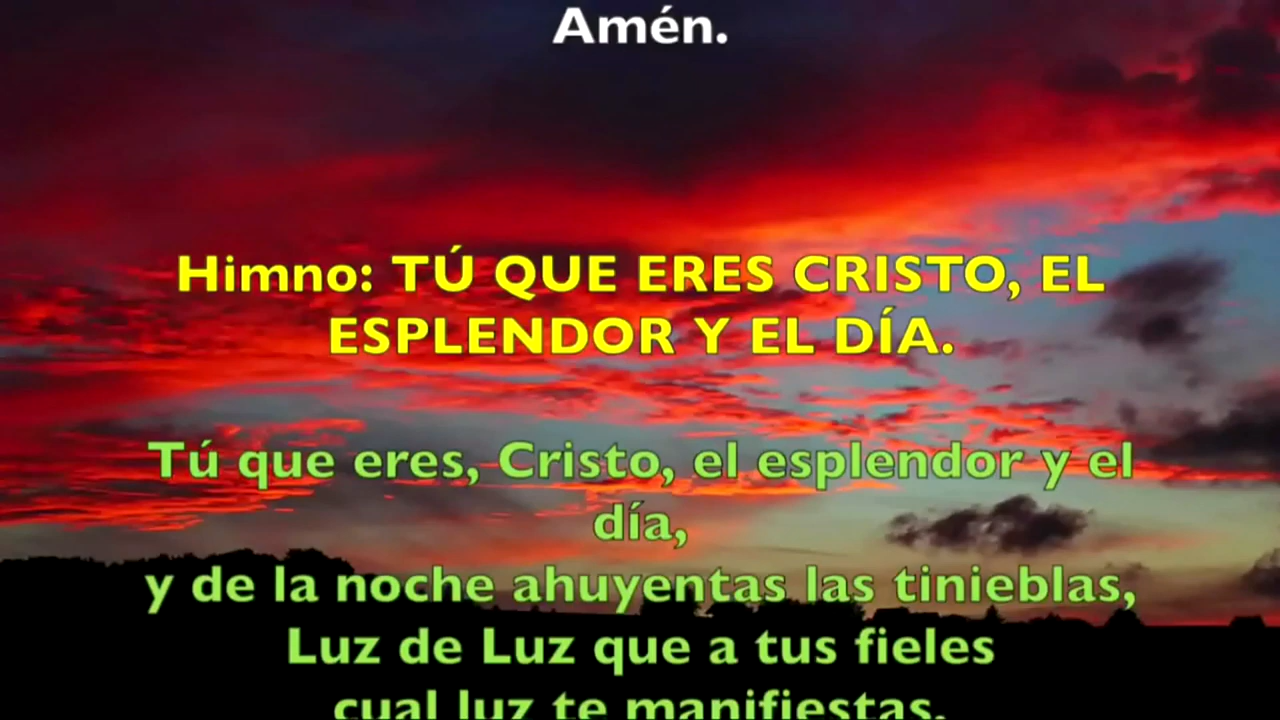 Amén.
Himno: TÚ QUE ERES CRISTO, EL
ESPLENDOR Y EL DÍA.
Tú que eres, Cristo, el esplendor y el
día,
y de la noche ahuyentas las tinieblas,
Luz de Luz que a tus fieles
cual luz te manifiestas,